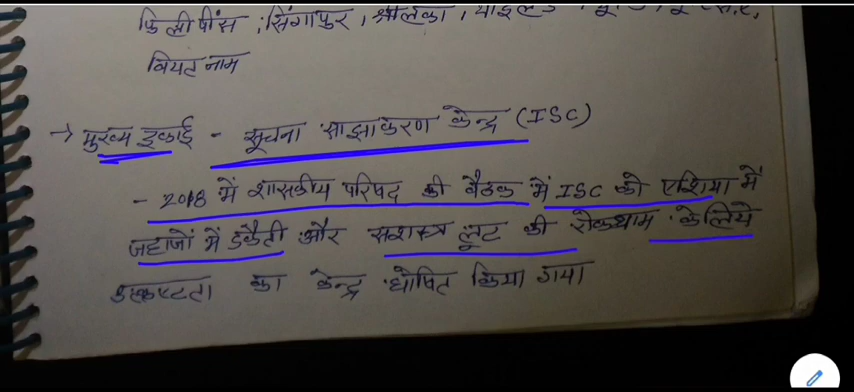 फिलीपींस, सिंगापुर, श्रीलंका, थाइलैंड,
वियटनाम
→ मुख्य इकाई - सूचना साझाकरण केन्द्र (ISC)
- 2018 में शासकीय परिषद की बैठक में ISC को एशिया में
जहाजों में डकैती और सशस्त्र लूट की रोकथाम के लिये
उत्कृष्टता का केन्द्र घोषित किया गया